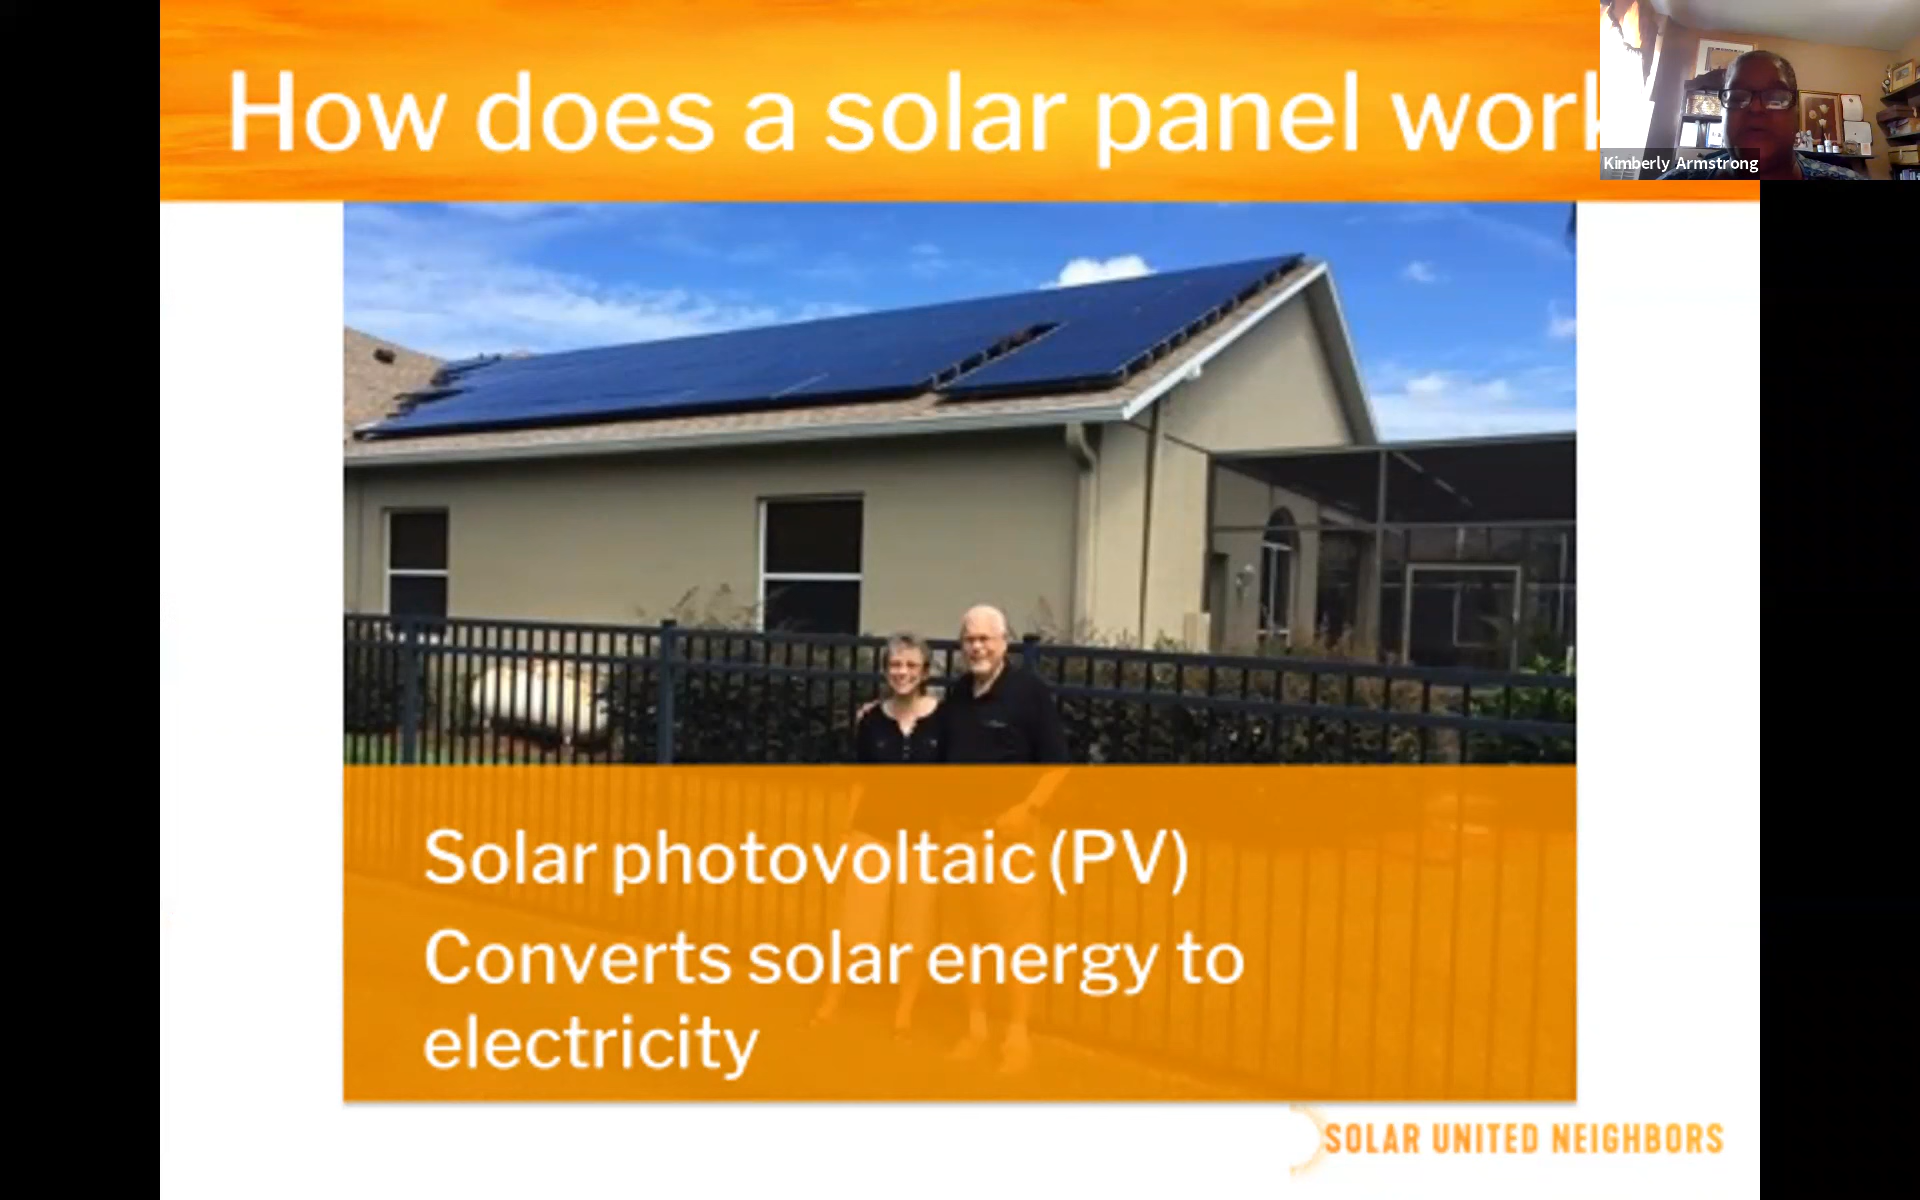 How does a solar panel work
Kimberly Armstrong
Solar photovoltaic (PV)
Converts solar energy to
electricity
SOLAR UNITED NEIGHBORS